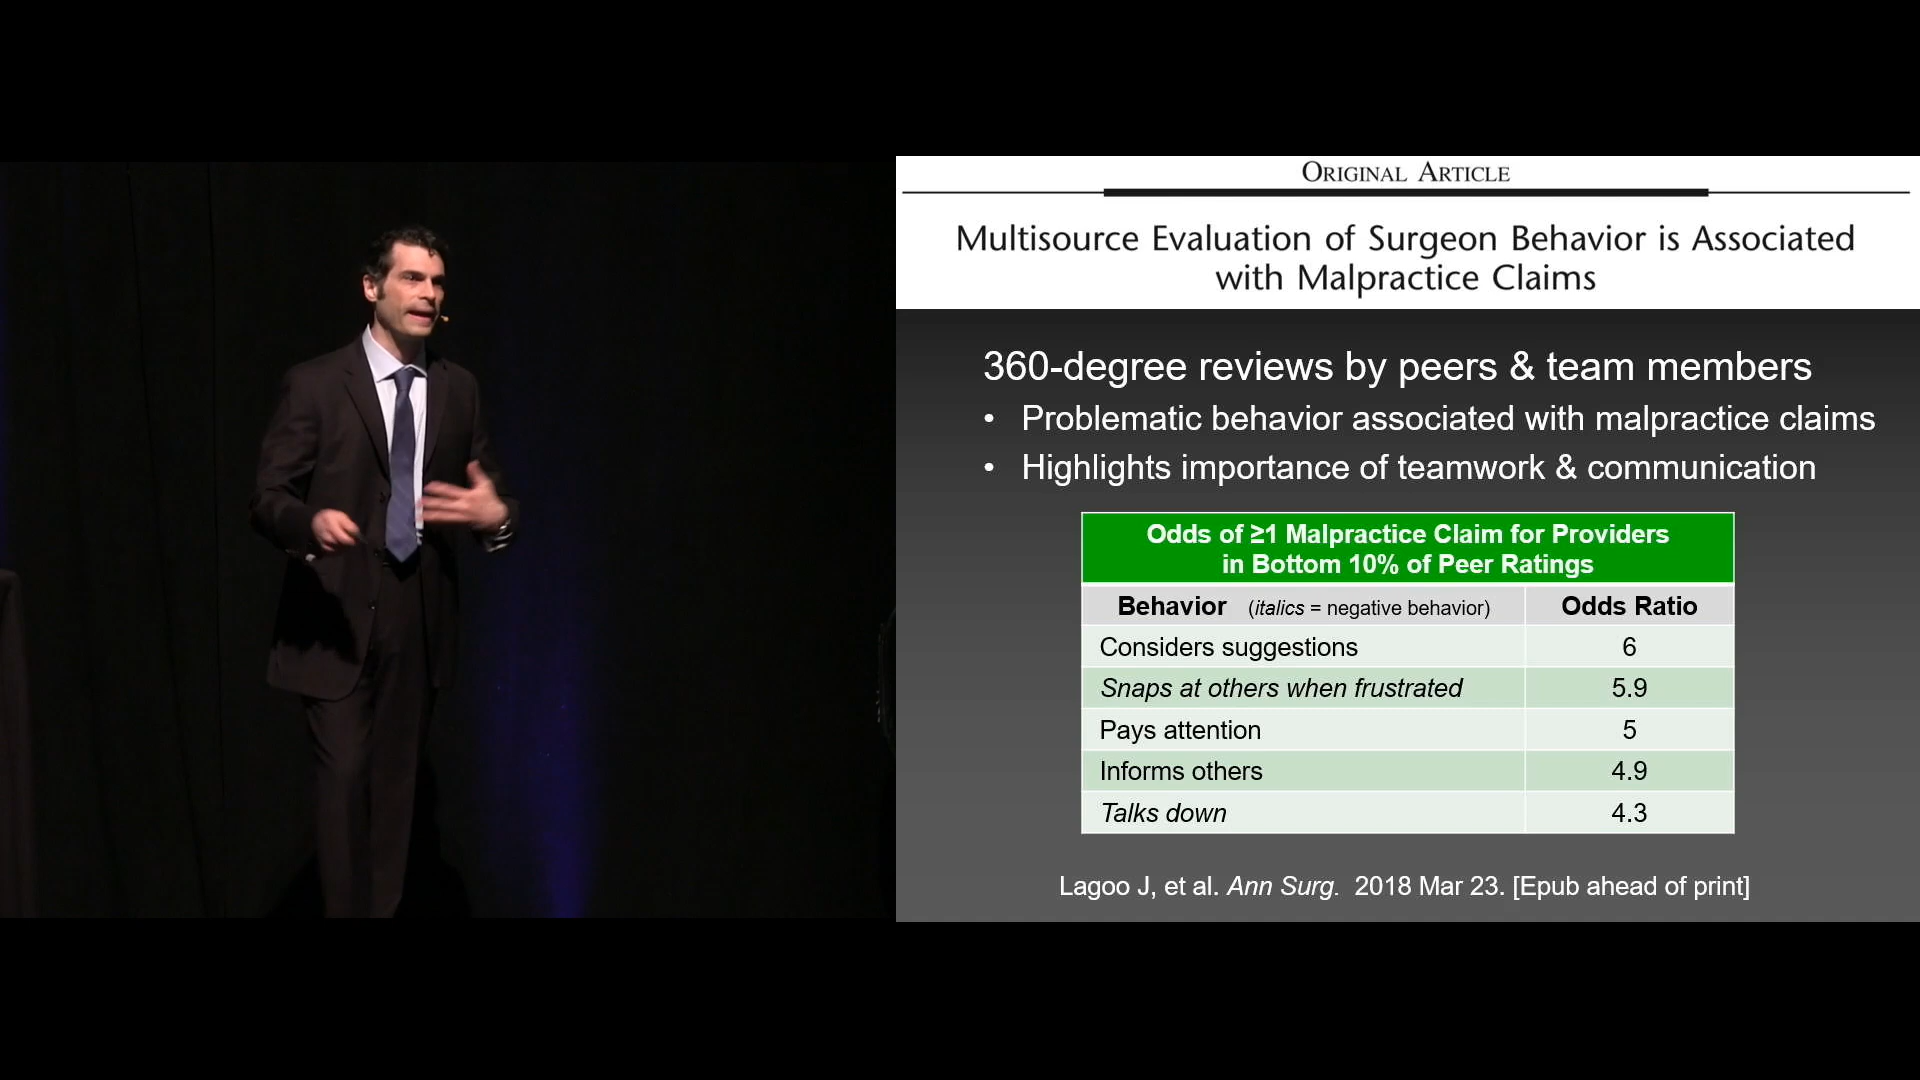 ORIGINAL ARTICLE
Multisource Evaluation of Surgeon Behavior is Associated
with Malpractice Claims
360-degree reviews by peers & team members
• Problematic behavior associated with malpractice claims
• Highlights importance of teamwork & communication
Odds of ≥1 Malpractice Claim for Providers
in Bottom 10% of Peer Ratings
Behavior (italics = negative behavior) Odds Ratio
Considers suggestions 6
Snaps at others when frustrated 5.9
Pays attention 5
Informs others 4.9
Talks down 4.3
Lagoo J, et al. Ann Surg. 2018 Mar 23. [Epub ahead of print]